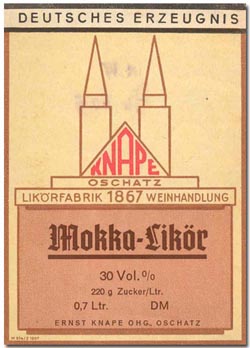 DEUTSCHES ERZEUGNIS
KNAPE
OSCHATZ
LIKÖRFABRIK 1867 WEINHANDLUNG
Mokka-Likör
30 Vol. %
220 g Zucker/Ltr.
0,7 Ltr. DM
ERNST KNAPE OHG, OSCHATZ